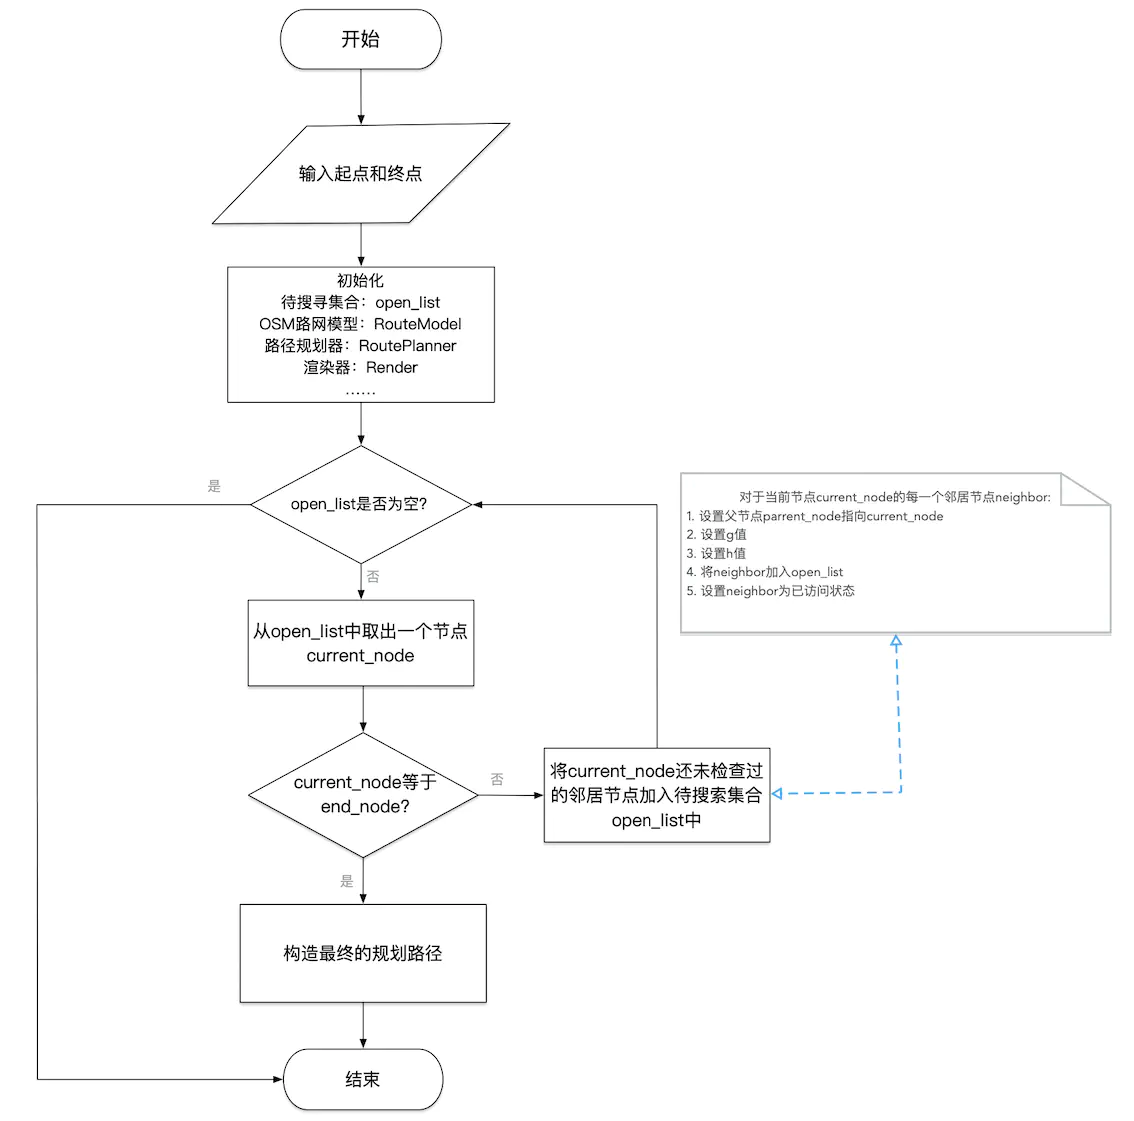 开始
输入起点和终点
初始化
待搜寻集合：open_list
OSM路网模型：RouteModel
路径规划器：RoutePlanner
渲染器：Render
……
open_list是否为空?
是
否
从open_list中取出一个节点
current_node
current_node等于
end_node?
否
是
将current_node还未检查过
的邻居节点加入待搜索集合
open_list中
对于当前节点current_node的每一个邻居节点neighbor:
1. 设置父节点parrent_node指向current_node
2. 设置g值
3. 设置h值
4. 将neighbor加入open_list
5. 设置neighbor为已访问状态
构造最终的规划路径
结束